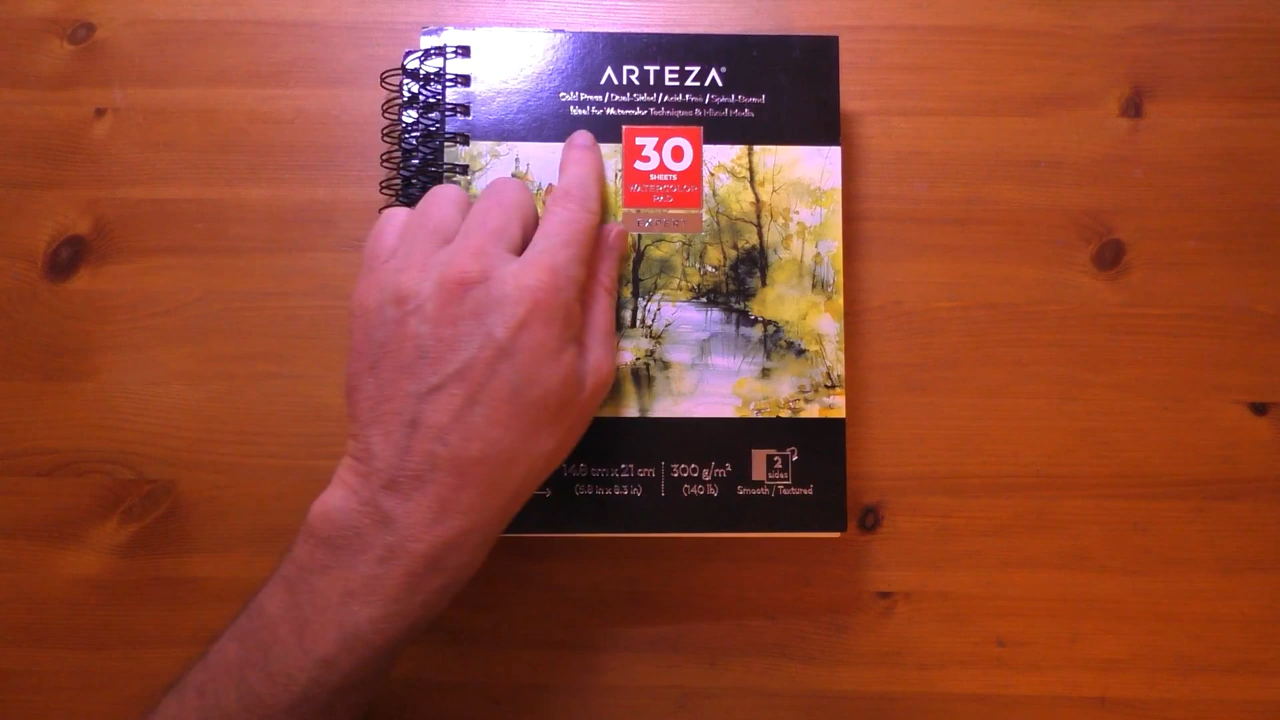 ARTEZA®
Cold Press / Dual-Sided / Acid-Free / Spiral-Bound
Ideal for Watercolor Techniques & Mixed Media
30
SHEETS
WATERCOLOR
PAD
EXPERT
14.8 cm x 21 cm
(5.8 in x 8.3 in)
300 g/m²
(140 lb)
2
sides
Smooth / Textured